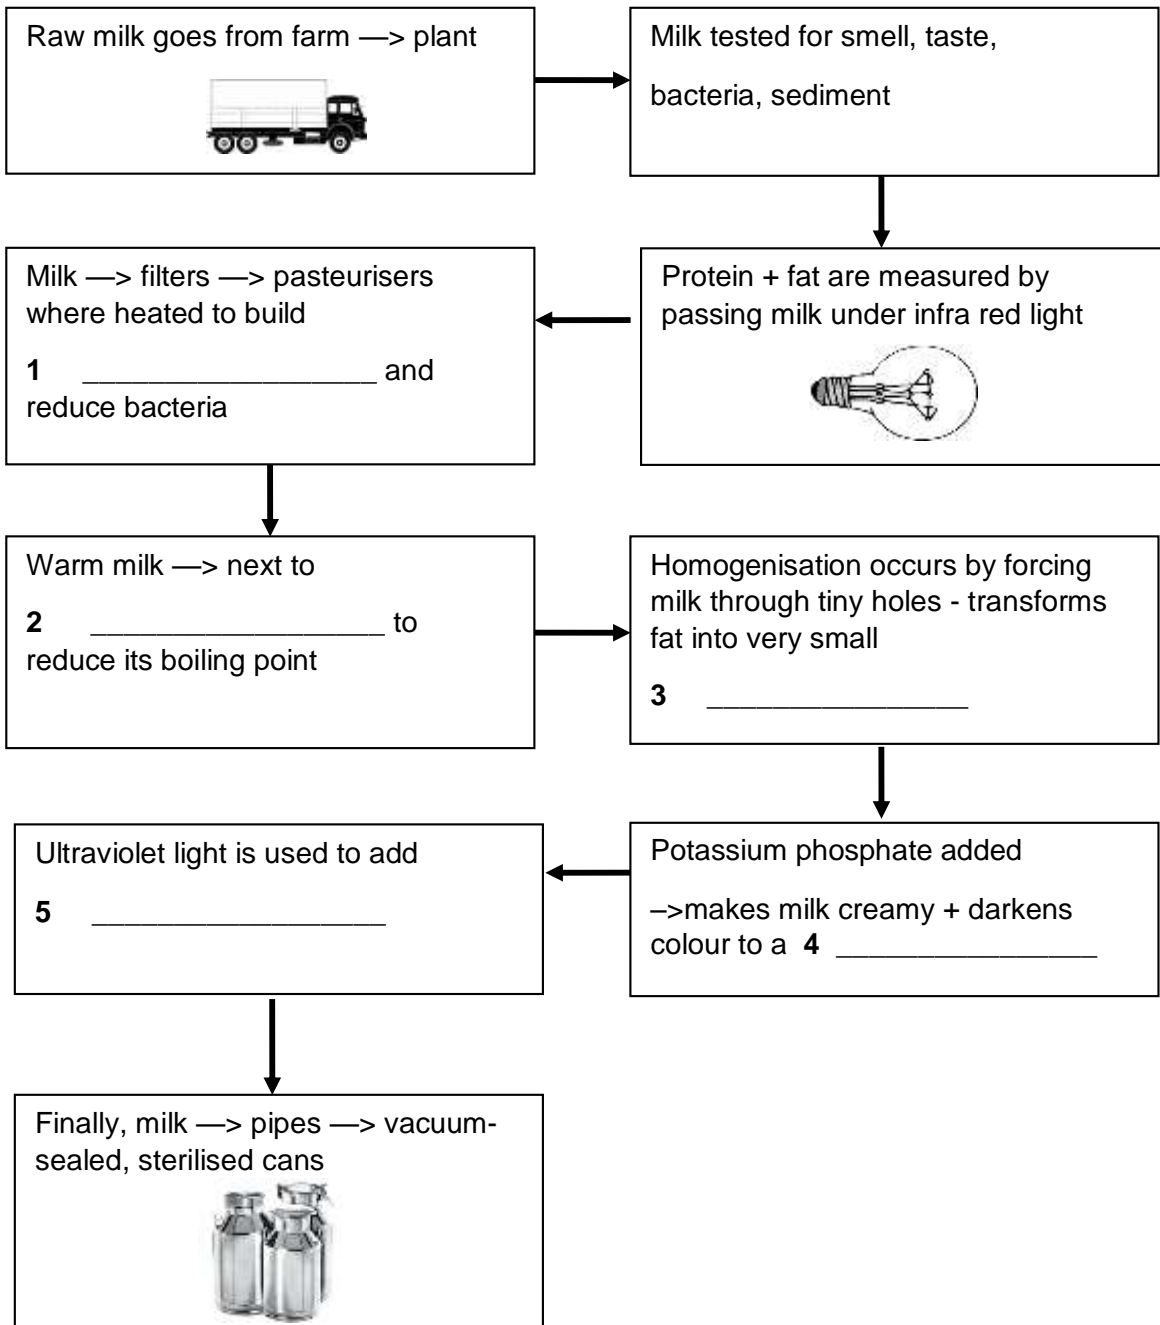 Raw milk goes from farm —> plant
Milk tested for smell, taste,
bacteria, sediment
Protein + fat are measured by
passing milk under infra red light
Milk —> filters —> pasteurisers
where heated to build
1 __________________ and
reduce bacteria
Warm milk —> next to
2 __________________ to
reduce its boiling point
Homogenisation occurs by forcing
milk through tiny holes - transforms
fat into very small
3 ________________
Potassium phosphate added
–>makes milk creamy + darkens
colour to a 4 ________________
Ultraviolet light is used to add
5 __________________
Finally, milk —> pipes —> vacuum-
sealed, sterilised cans